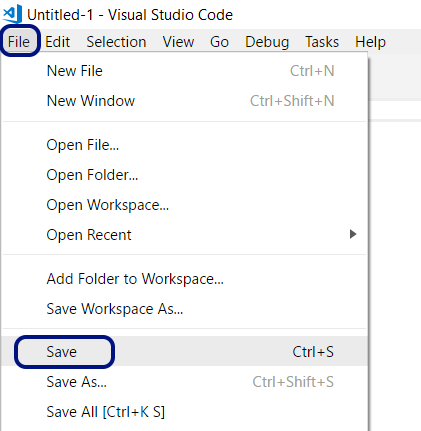 Untitled-1 - Visual Studio Code
File Edit Selection View Go Debug Tasks Help
New File Ctrl+N
New Window Ctrl+Shift+N
Open File...
Open Folder...
Open Workspace...
Open Recent
Add Folder to Workspace...
Save Workspace As...
Save Ctrl+S
Save As... Ctrl+Shift+S
Save All [Ctrl+K S]